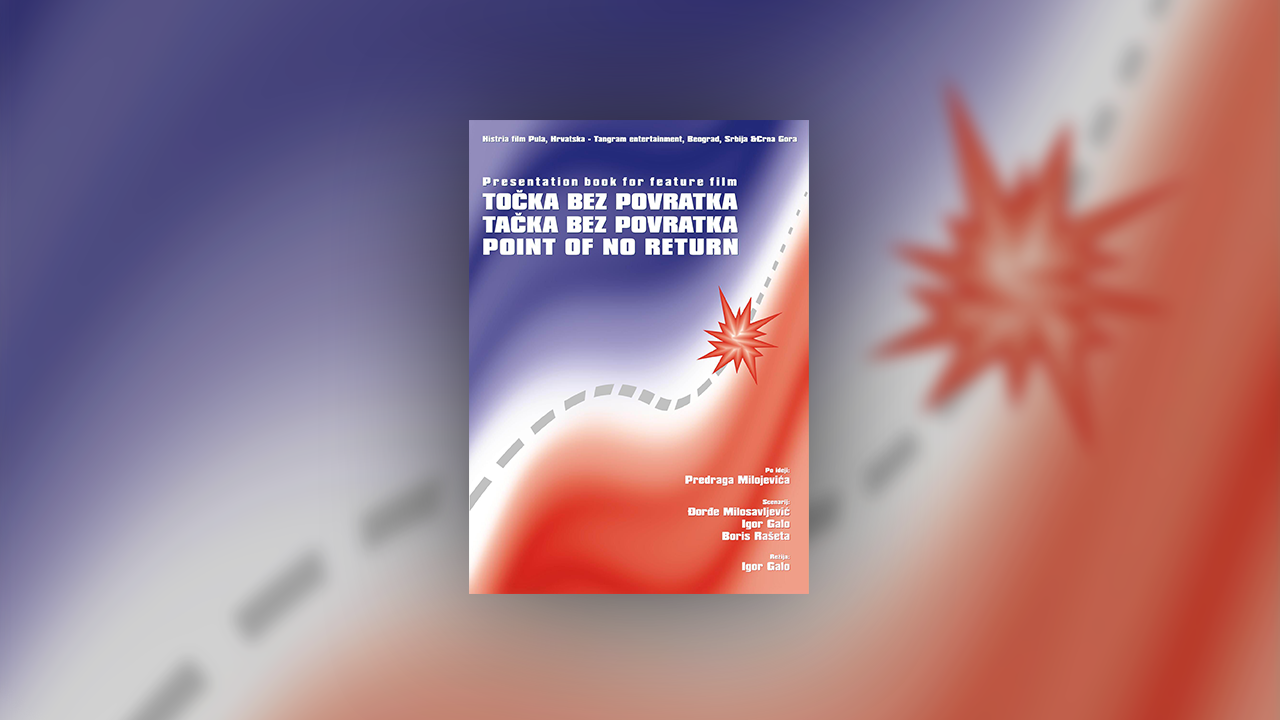 Histria film Pula, Hrvatska - Tangram entertainment, Beograd, Srbija &Crna Gora
Presentation book for feature film
TOČKA BEZ POVRATKA
TAČKA BEZ POVRATKA
POINT OF NO RETURN
Po ideji:
Predraga Milojevića
Scenarij:
Đorđe Milosavljević
Igor Galo
Boris Rašeta
Režija:
Igor Galo